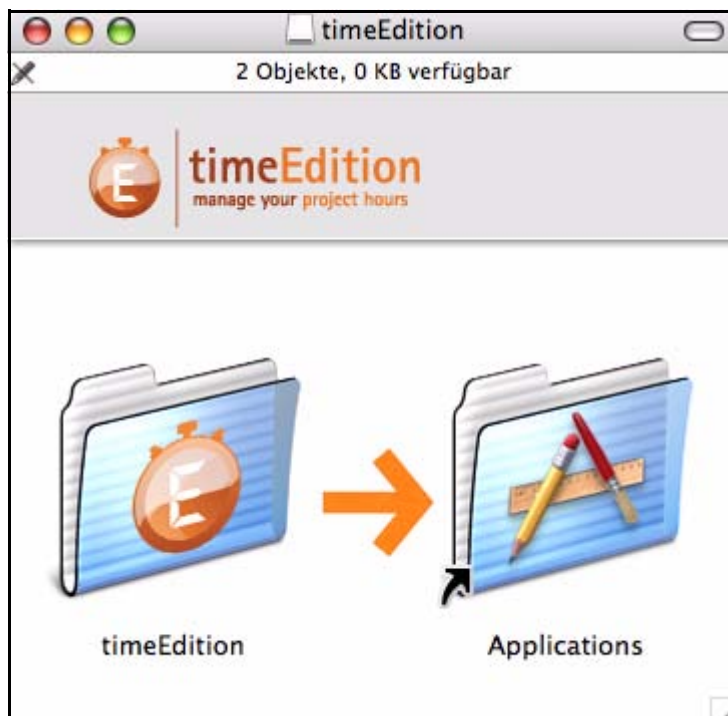 timeEdition
2 Objekte, 0 KB verfügbar
E
timeEdition
manage your project hours
E
timeEdition
Applications